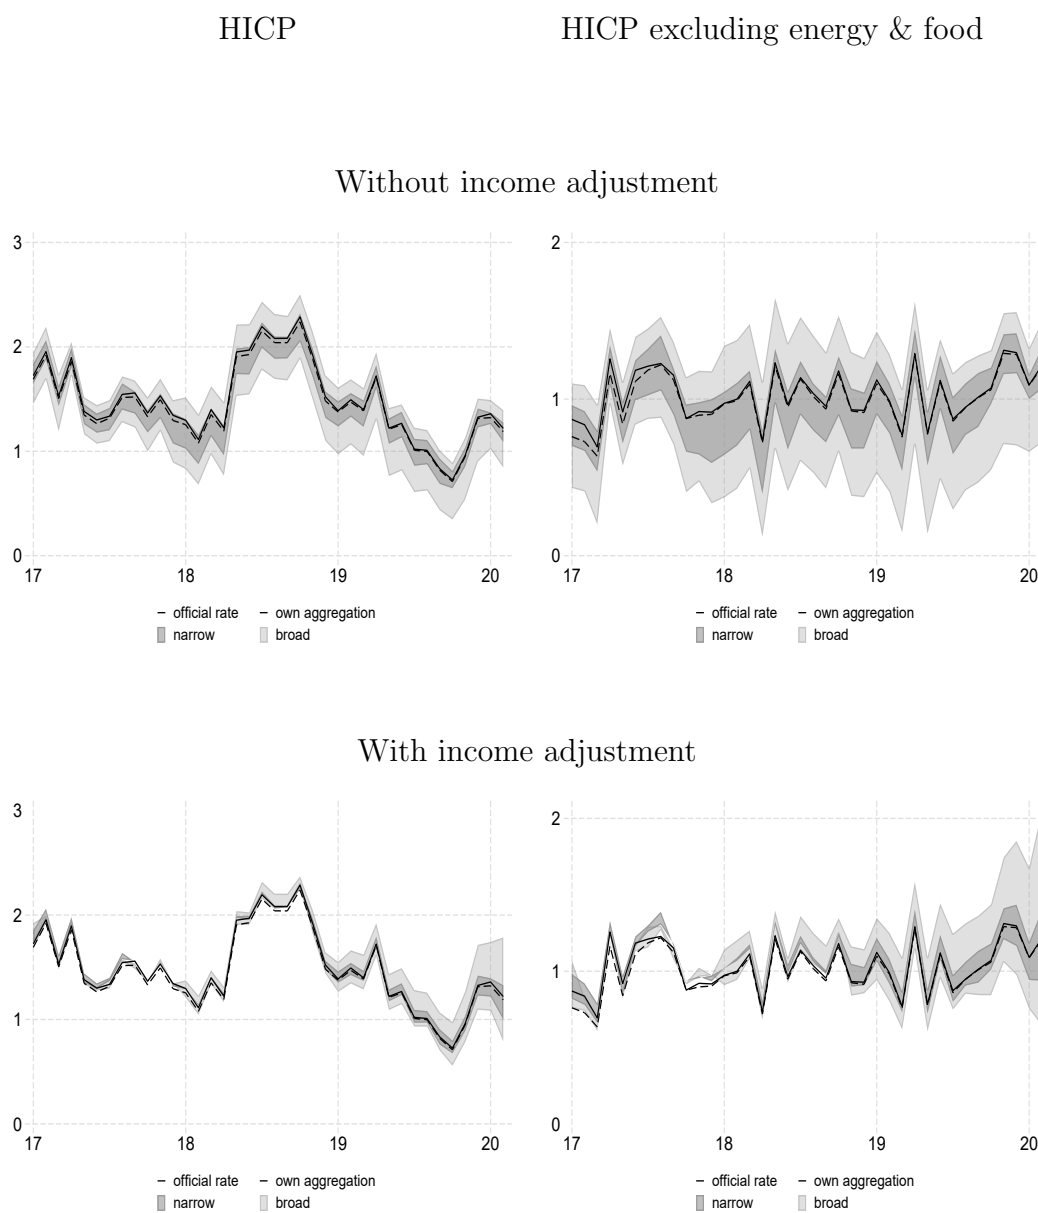 HICP HICP excluding energy & food
Without income adjustment
3 2
2
1 1
0 0
17 18 19 20 17 18 19 20
official rate own aggregation official rate own aggregation
narrow broad narrow broad
With income adjustment
3
2
2
1 1
0 0
17 18 19 20 17 18 19 20
official rate own aggregation official rate own aggregation
narrow broad narrow broad